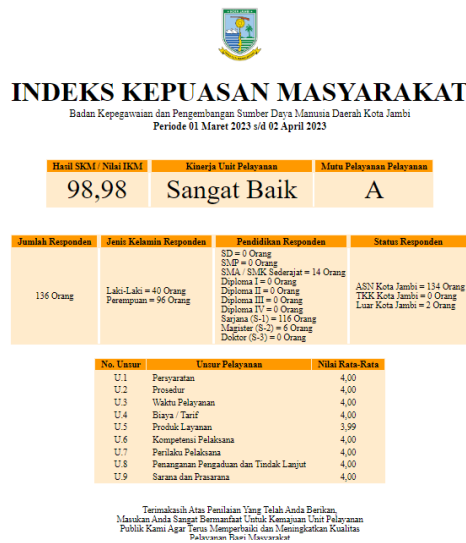 INDEKS KEPUASAN MASYARAKAT
Badan Kepegawaian dan Pengembangan Sumber Daya Manusia Daerah Kota Jambi
Periode 01 Maret 2023 s/d 02 April 2023
Hasil SKM / Nilai IKM Kinerja Unit Pelayanan Mutu Pelayanan Pelayanan
98,98 Sangat Baik A
Jumlah Responden Jenis Kelamin Responden Pendidikan Responden Status Responden
136 Orang
Laki-Laki = 40 Orang
Perempuan = 96 Orang
SD = 0 Orang
SMP = 0 Orang
SMA / SMK Sederajat = 14 Orang
Diploma I = 0 Orang
Diploma II = 0 Orang
Diploma III = 0 Orang
Diploma IV = 0 Orang
Sarjana (S-1) = 116 Orang
Magister (S-2) = 6 Orang
Doktor (S-3) = 0 Orang
ASN Kota Jambi = 134 Orang
TKK Kota Jambi = 0 Orang
Luar Kota Jambi = 2 Orang
No. Unsur Unsur Pelayanan Nilai Rata-Rata
U.1 Persyaratan 4,00
U.2 Prosedur 4,00
U.3 Waktu Pelayanan 4,00
U.4 Biaya / Tarif 4,00
U.5 Produk Layanan 3,99
U.6 Kompetensi Pelaksana 4,00
U.7 Perilaku Pelaksana 4,00
U.8 Penanganan Pengaduan dan Tindak Lanjut 4,00
U.9 Sarana dan Prasarana 4,00
Terimakasih Atas Penilaian Yang Telah Anda Berikan,
Masukan Anda Sangat Bermanfaat Untuk Kemajuan Unit Pelayanan
Publik Kami Agar Terus Memperbaiki dan Meningkatkan Kualitas
Pelayanan Bagi Masyarakat